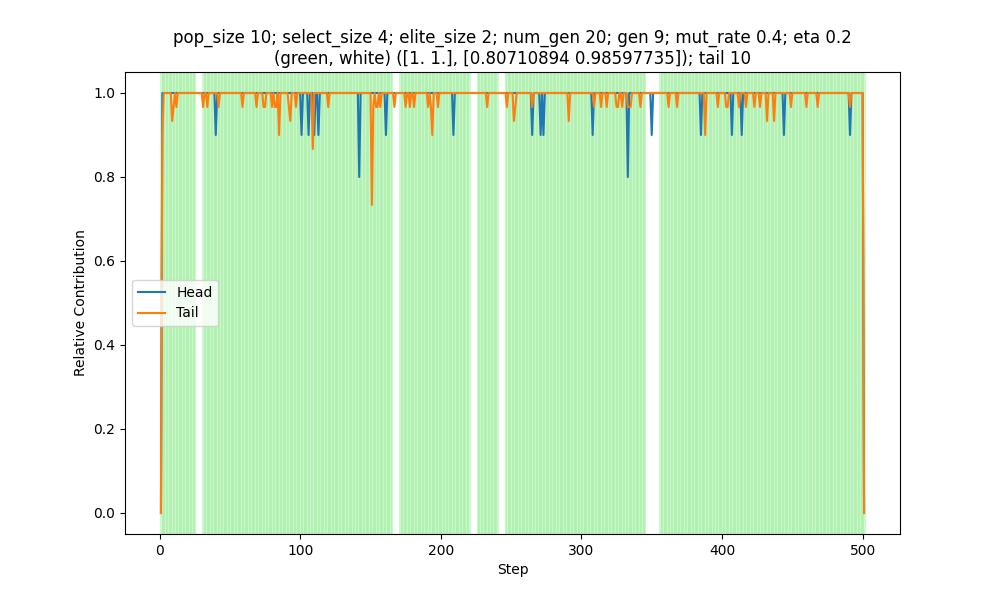 pop_size 10; select_size 4; elite_size 2; num_gen 20; gen 9; mut_rate 0.4; eta 0.2
(green, white) ([1. 1.], [0.80710894 0.98597735]); tail 10
1.0
0.8
0.6
0.4
0.2
0.0
Relative Contribution
Head
Tail
0
100
200
300
400
500
Step